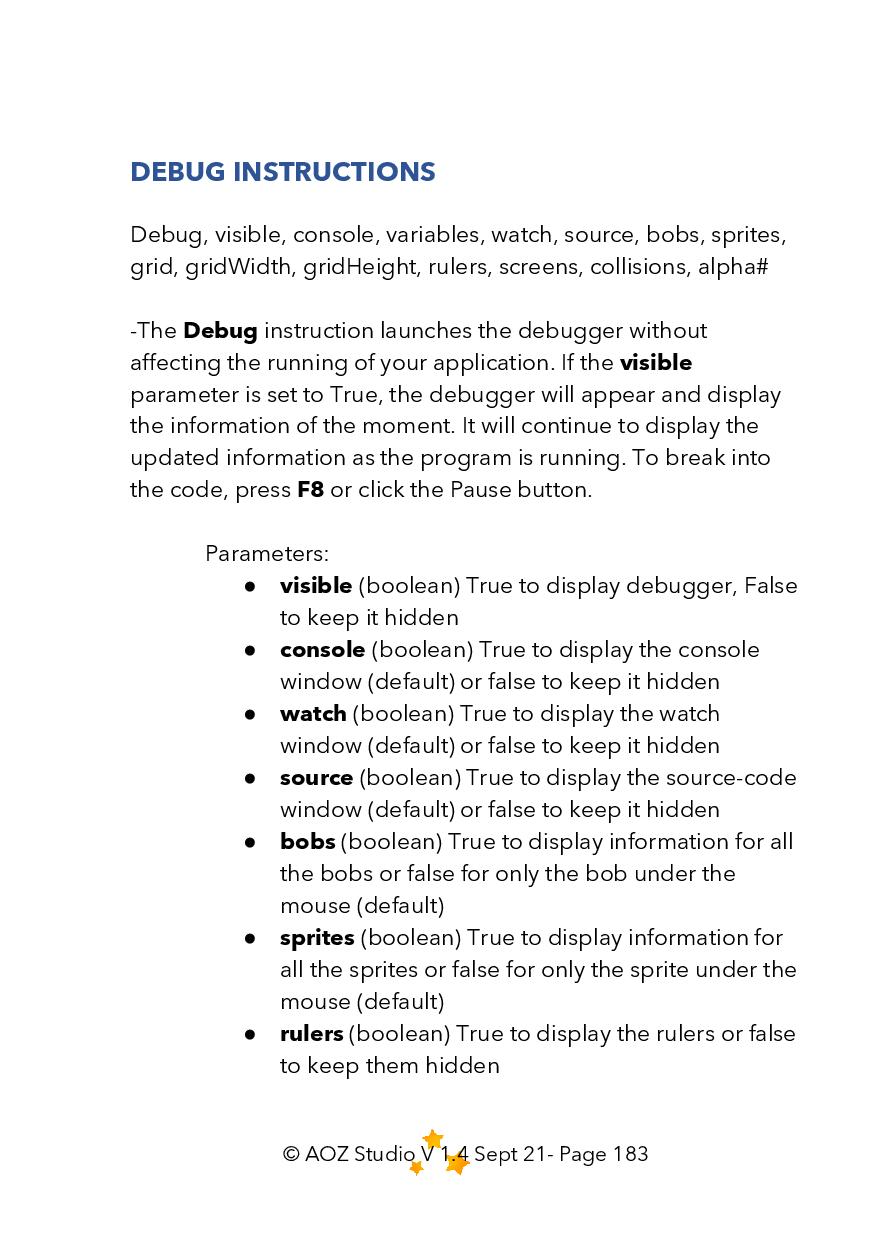 DEBUG INSTRUCTIONS
Debug, visible, console, variables, watch, source, bobs, sprites,
grid, gridWidth, gridHeight, rulers, screens, collisions, alpha#
-The Debug instruction launches the debugger without
affecting the running of your application. If the visible
parameter is set to True, the debugger will appear and display
the information of the moment. It will continue to display the
updated information as the program is running. To break into
the code, press F8 or click the Pause button.
Parameters:
● visible (boolean) True to display debugger, False
to keep it hidden
● console (boolean) True to display the console
window (default) or false to keep it hidden
● watch (boolean) True to display the watch
window (default) or false to keep it hidden
● source (boolean) True to display the source-code
window (default) or false to keep it hidden
● bobs (boolean) True to display information for all
the bobs or false for only the bob under the
mouse (default)
● sprites (boolean) True to display information for
all the sprites or false for only the sprite under the
mouse (default)
● rulers (boolean) True to display the rulers or false
to keep them hidden
© AOZ Studio V 1.4 Sept 21- Page 183